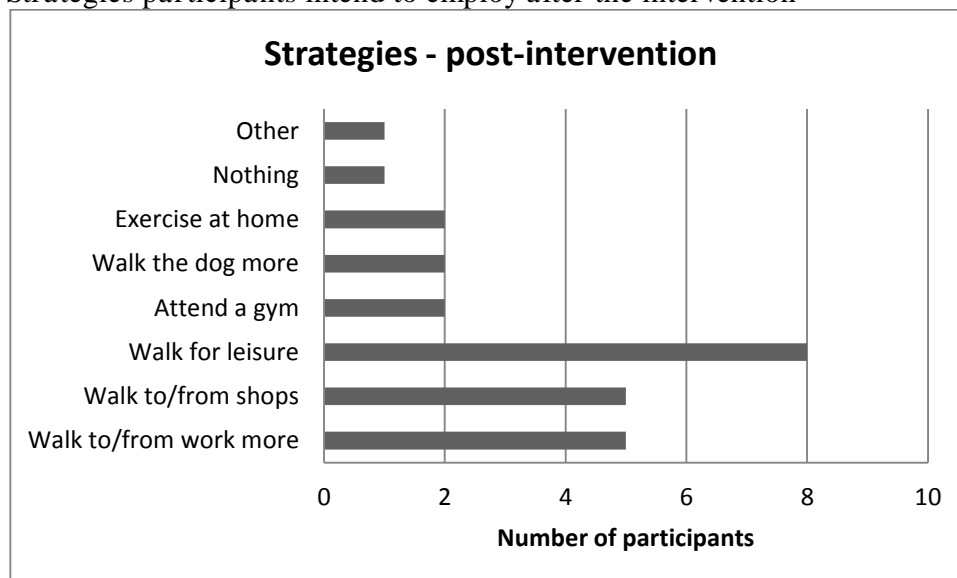 Strategies participants intend to employ after the intervention
Strategies - post-intervention
Other
Nothing
Exercise at home
Walk the dog more
Attend a gym
Walk for leisure
Walk to/from shops
Walk to/from work more
0 2 4 6 8 10
Number of participants